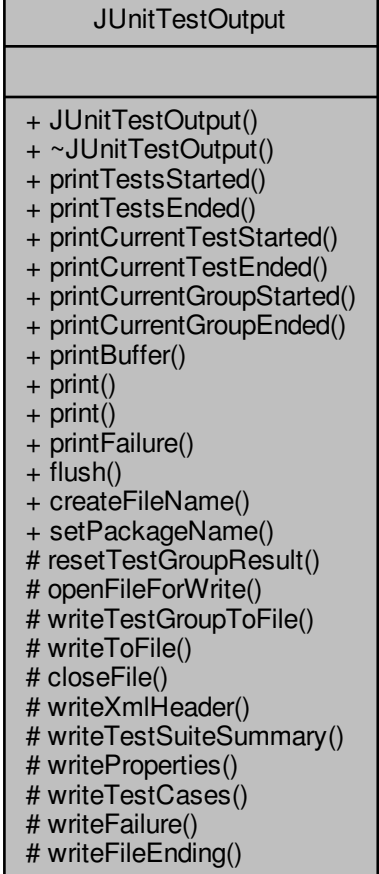 JUnitTestOutput
+ JUnitTestOutput()
+ ~JUnitTestOutput()
+ printTestsStarted()
+ printTestsEnded()
+ printCurrentTestStarted()
+ printCurrentTestEnded()
+ printCurrentGroupStarted()
+ printCurrentGroupEnded()
+ printBuffer()
+ print()
+ print()
+ printFailure()
+ flush()
+ createFileName()
+ setPackageName()
# resetTestGroupResult()
# openFileForWrite()
# writeTestGroupToFile()
# writeToFile()
# closeFile()
# writeXmlHeader()
# writeTestSuiteSummary()
# writeProperties()
# writeTestCases()
# writeFailure()
# writeFileEnding()